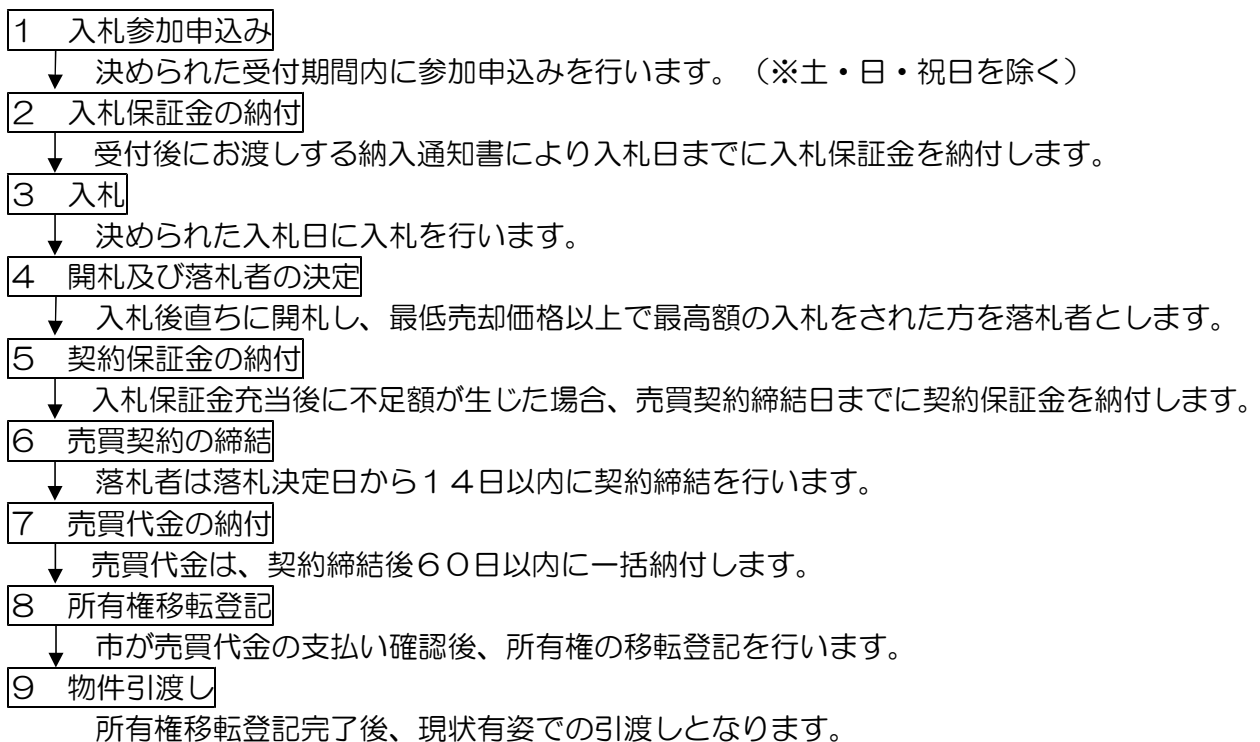 １　入札参加申込み
決められた受付期間内に参加申込みを行います。（※土・日・祝日を除く）
２　入札保証金の納付
受付後にお渡しする納入通知書により入札日までに入札保証金を納付します。
３　入札
決められた入札日に入札を行います。
４　開札及び落札者の決定
入札後直ちに開札し、最低売却価格以上で最高額の入札をされた方を落札者とします。
５　契約保証金の納付
入札保証金充当後に不足額が生じた場合、売買契約締結日までに契約保証金を納付します。
６　売買契約の締結
落札者は落札決定日から１４日以内に契約締結を行います。
７　売買代金の納付
売買代金は、契約締結後６０日以内に一括納付します。
８　所有権移転登記
市が売買代金の支払い確認後、所有権の移転登記を行います。
９　物件引渡し
所有権移転登記完了後、現状有姿での引渡しとなります。